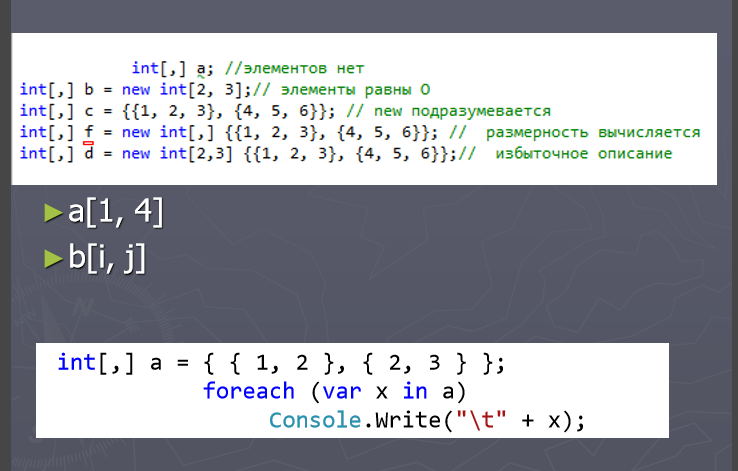 int[,] a; //элементов нет
int[,] b = new int[2, 3];// элементы равны 0
int[,] c = {{1, 2, 3}, {4, 5, 6}}; // new подразумевается
int[,] f = new int[,] {{1, 2, 3}, {4, 5, 6}}; // размерность вычисляется
int[,] d = new int[2,3] {{1, 2, 3}, {4, 5, 6}};// избыточное описание
►a[1, 4]
►b[i, j]
int[,] a = { { 1, 2 }, { 2, 3 } };
foreach (var x in a)
Console.Write("\t" + x);